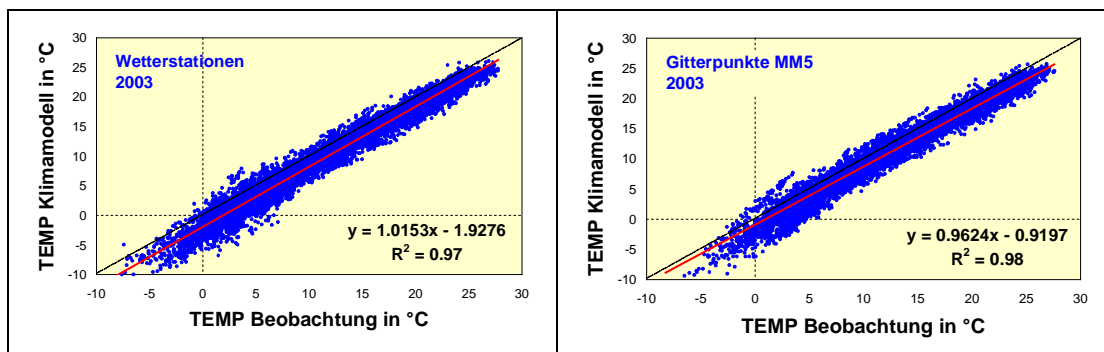 Wetterstationen
2003
TEMP Klimamodell in °C
30
25
20
15
10
5
0
-5
-10
y = 1.0153x - 1.9276
R² = 0.97
-10 -5 0 5 10 15 20 25 30
TEMP Beobachtung in °C
Gitterpunkte MM5
2003
TEMP Klimamodell in °C
30
25
20
15
10
5
0
-5
-10
y = 0.9624x - 0.9197
R² = 0.98
-10 -5 0 5 10 15 20 25 30
TEMP Beobachtung in °C